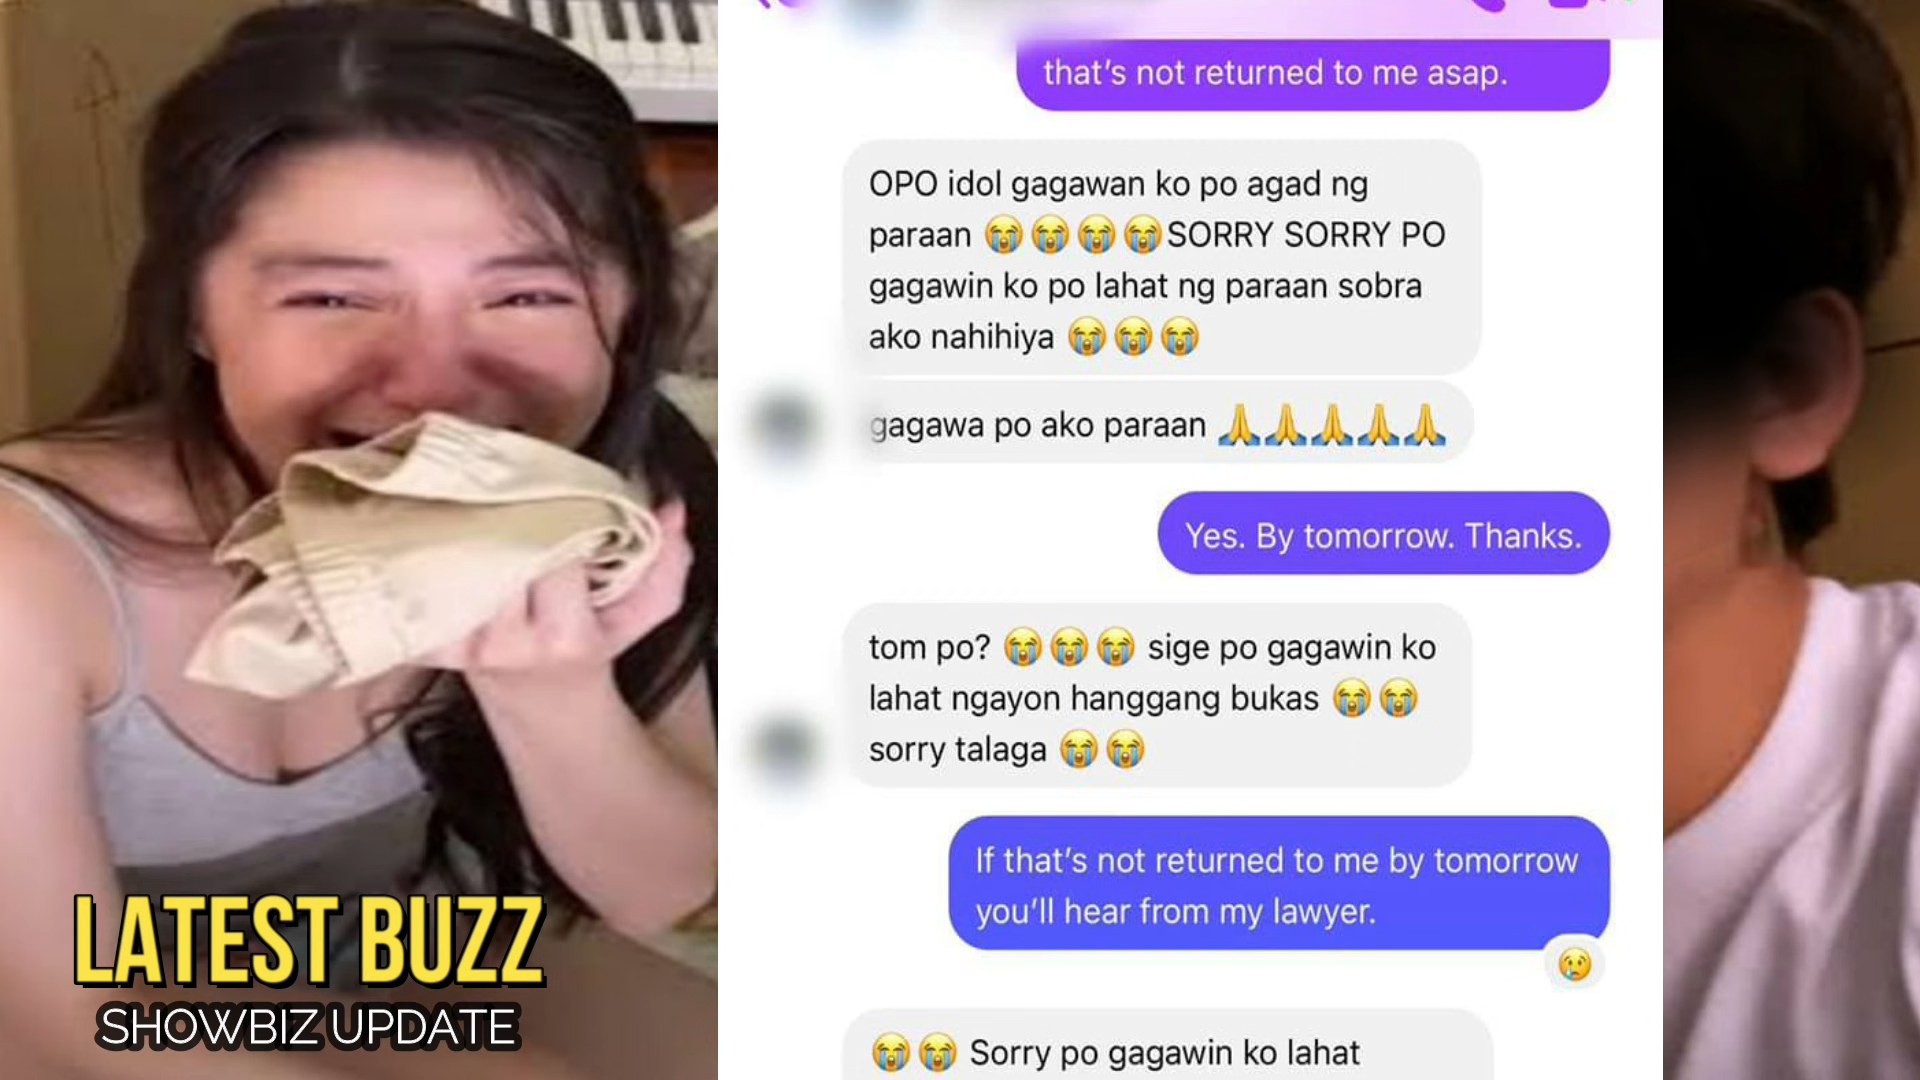 that's not returned to me asap.
OPO idol gagawan ko po agad ng
paraan 😭😭😭😭SORRY SORRY PO
gagawin ko po lahat ng paraan sobra
ako nahihiya 😭😭😭
gagawa po ako paraan 🙏🙏🙏🙏🙏
Yes. By tomorrow. Thanks.
tom po? 😭😭😭 sige po gagawin ko
lahat ngayon hanggang bukas 😭😭
sorry talaga 😭😭
If that's not returned to me by tomorrow
you'll hear from my lawyer.
😢
😭😭 Sorry po gagawin ko lahat
LATEST BUZZ
SHOWBIZ UPDATE